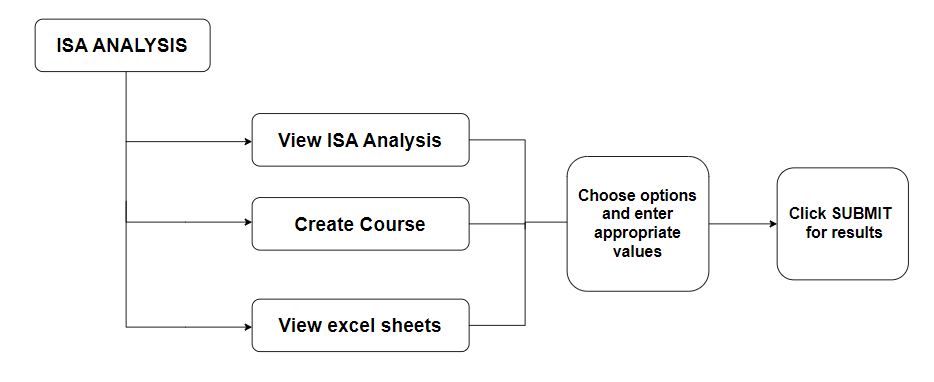 ISA ANALYSIS
View ISA Analysis
Create Course
View excel sheets
Choose options
and enter
appropriate
values
Click SUBMIT
for results